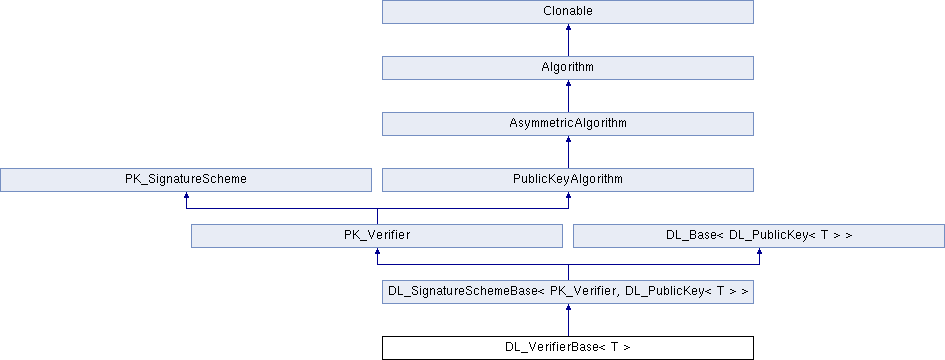 Clonable
Algorithm
AsymmetricAlgorithm
PK_SignatureScheme
PublicKeyAlgorithm
PK_Verifier
DL_Base< DL_PublicKey< T > >
DL_SignatureSchemeBase< PK_Verifier, DL_PublicKey< T > >
DL_VerifierBase< T >